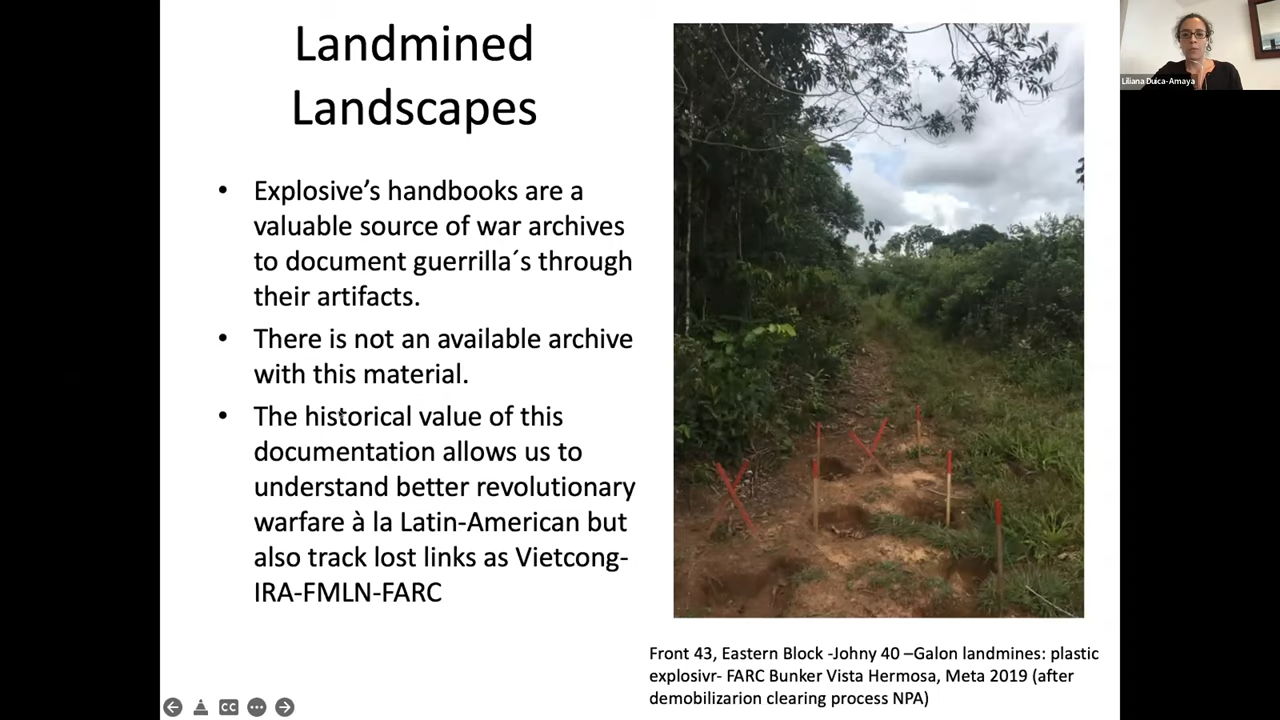 Landmined
Landscapes
• Explosive’s handbooks are a
valuable source of war archives
to document guerrilla´s through
their artifacts.
• There is not an available archive
with this material.
• The historical value of this
documentation allows us to
understand better revolutionary
warfare à la Latin-American but
also track lost links as Vietcong-
IRA-FMLN-FARC
Front 43, Eastern Block -Johny 40 –Galon landmines: plastic
explosivr- FARC Bunker Vista Hermosa, Meta 2019 (after
demobilizarion clearing process NPA)
Liliana Duica-Amaya
CC